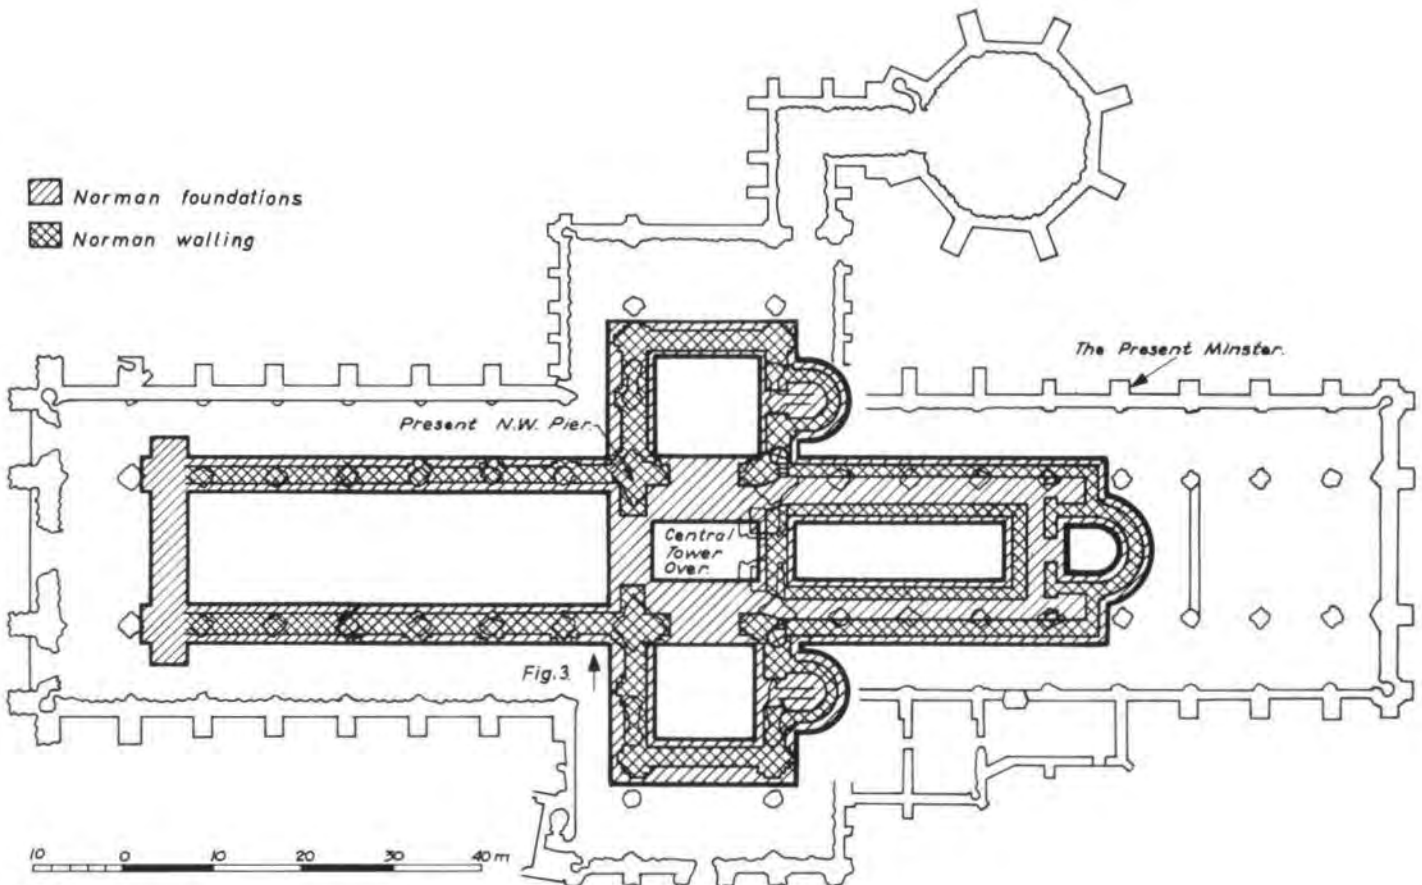 Norman foundations
Norman walling
The Present Minster.
Present N.W. Pier.
Central
Tower
Over.
Fig.3.
10 0 10 20 30 40 m